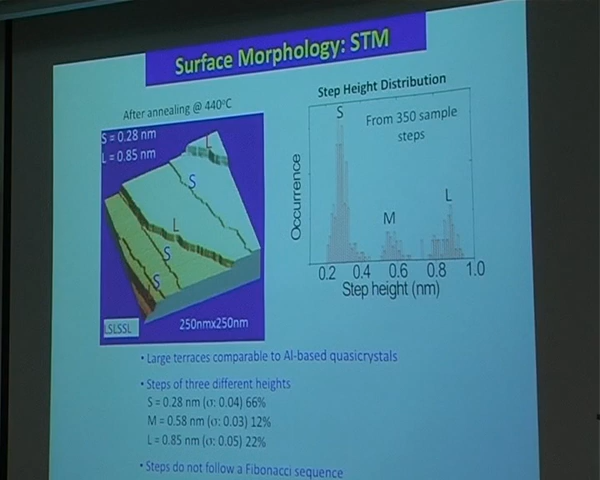 Surface Morphology: STM
After annealing @ 440°C
S = 0.28 nm
L = 0.85 nm
L
S
L
S
S
LSLSSL
250nmx250nm
Step Height Distribution
S
From 350 sample
steps
M
L
Occurrence
0.2 0.4 0.6 0.8 1.0
Step height (nm)
• Large terraces comparable to Al-based quasicrystals
• Steps of three different heights
S = 0.28 nm (σ: 0.04) 66%
M = 0.58 nm (σ: 0.03) 12%
L = 0.85 nm (σ: 0.05) 22%
• Steps do not follow a Fibonacci sequence